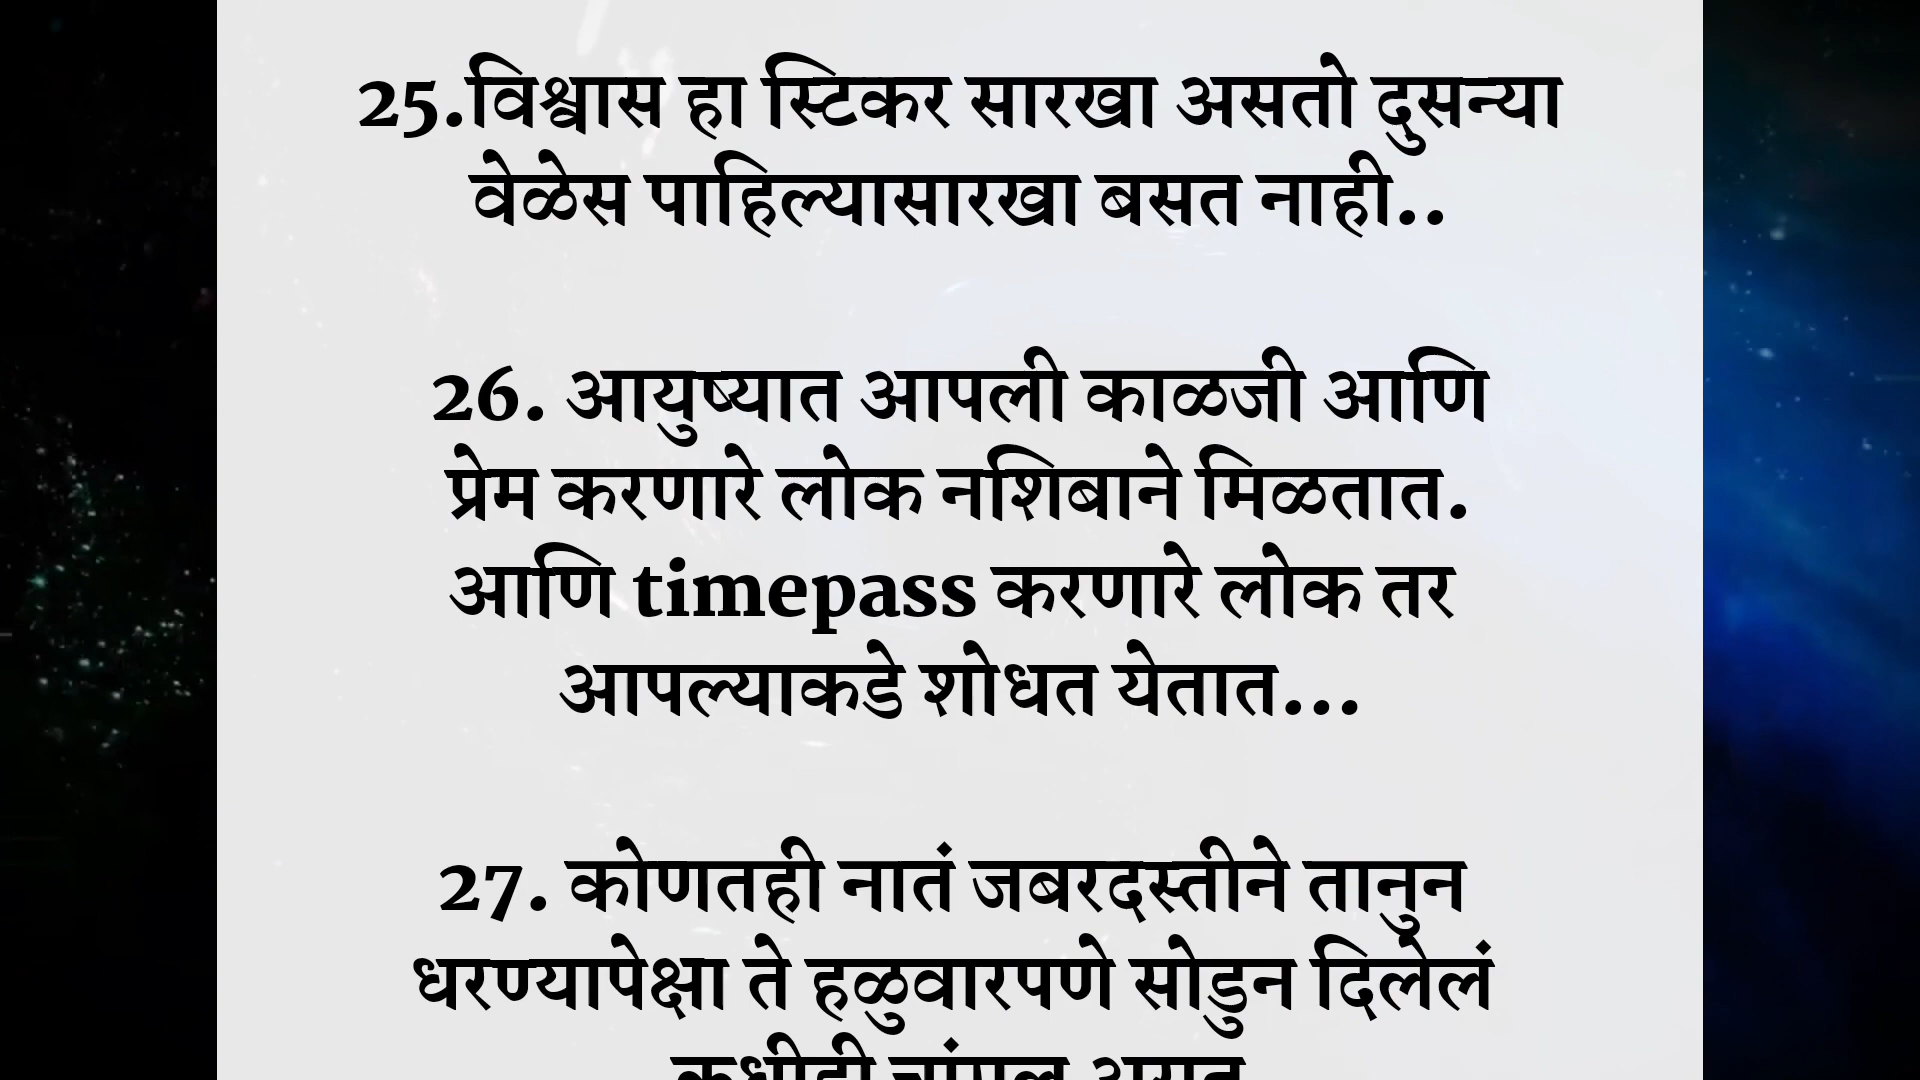 25.विश्वास हा स्टिकर सारखा असतो दुसऱ्या
वेळेस पाहिल्यासारखा बसत नाही..
26. आयुष्यात आपली काळजी आणि
प्रेम करणारे लोक नशिबाने मिळतात.
आणि timepass करणारे लोक तर
आपल्याकडे शोधत येतात...
27. कोणतही नातं जबरदस्तीने तानुन
धरण्यापेक्षा ते हळुवारपणे सोडुन दिलेलं